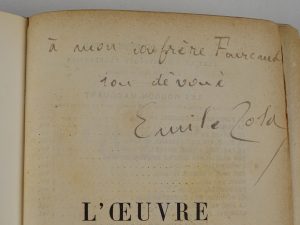 à mon confrère
son dévoué
Emile Zola
L'ŒUVRE